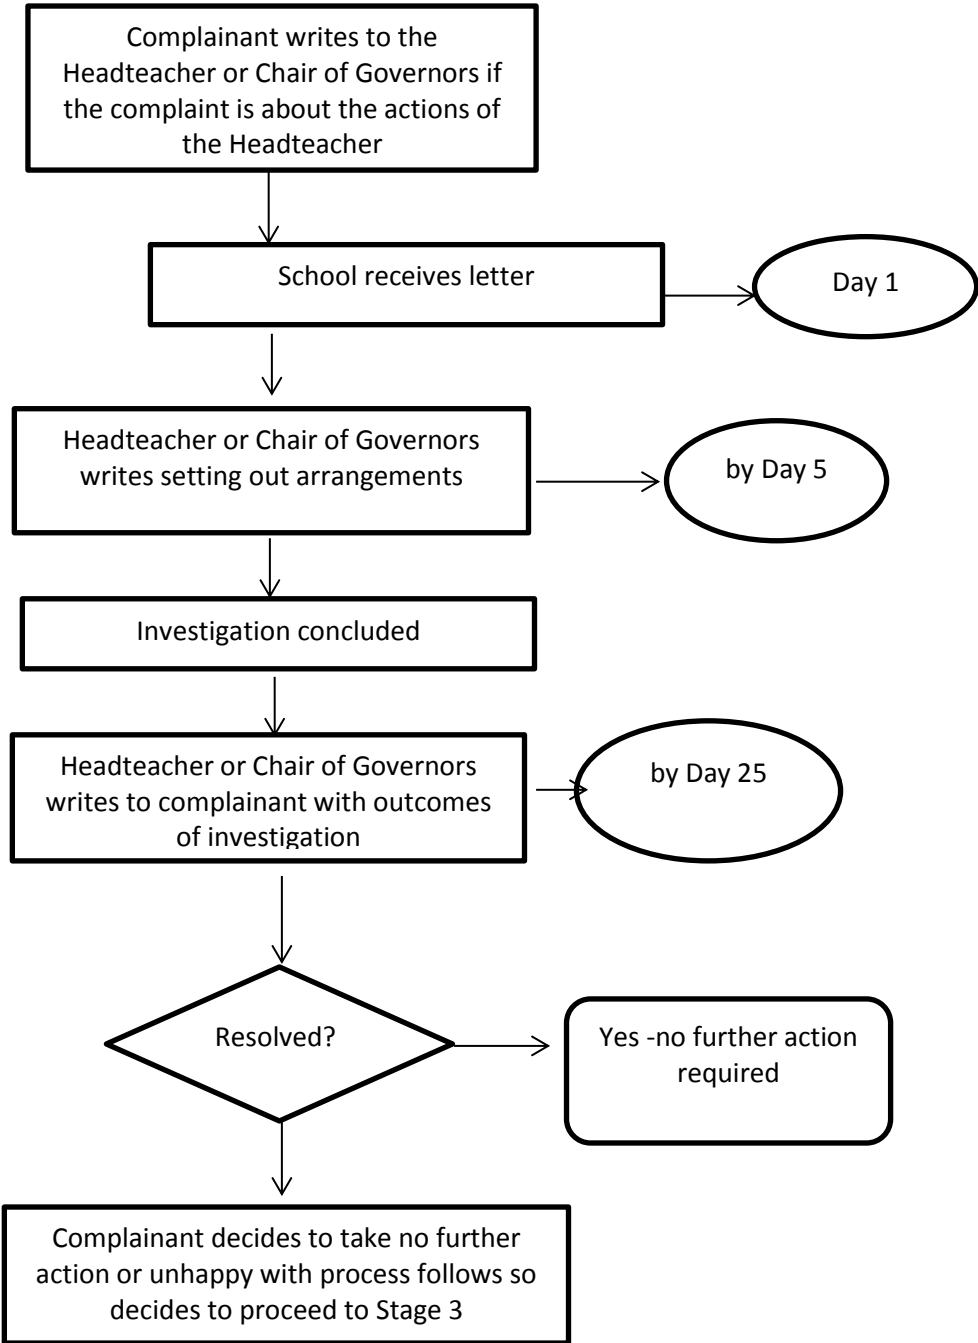 Complainant writes to the
Headteacher or Chair of Governors if
the complaint is about the actions of
the Headteacher
School receives letter
Day 1
Headteacher or Chair of Governors
writes setting out arrangements
by Day 5
Investigation concluded
Headteacher or Chair of Governors
writes to complainant with outcomes
of investigation
by Day 25
Resolved?
Yes -no further action
required
Complainant decides to take no further
action or unhappy with process follows so
decides to proceed to Stage 3